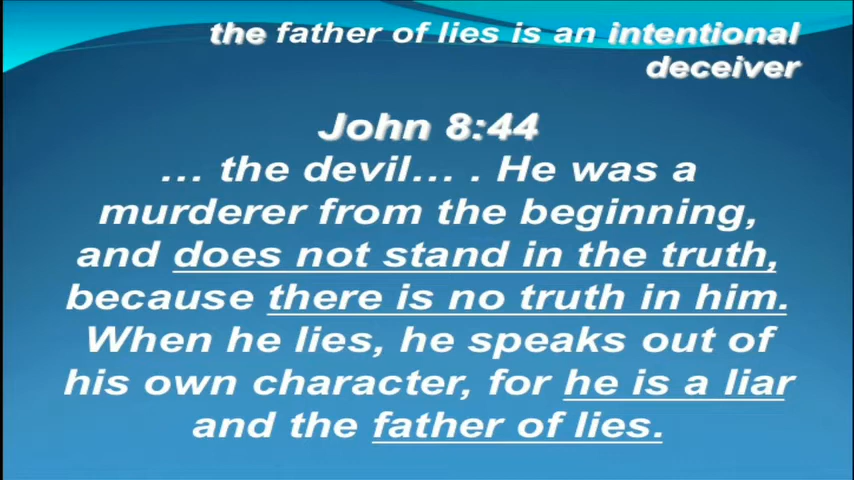 the father of lies is an intentional
deceiver
John 8:44
... the devil... . He was a
murderer from the beginning,
and does not stand in the truth,
because there is no truth in him.
When he lies, he speaks out of
his own character, for he is a liar
and the father of lies.